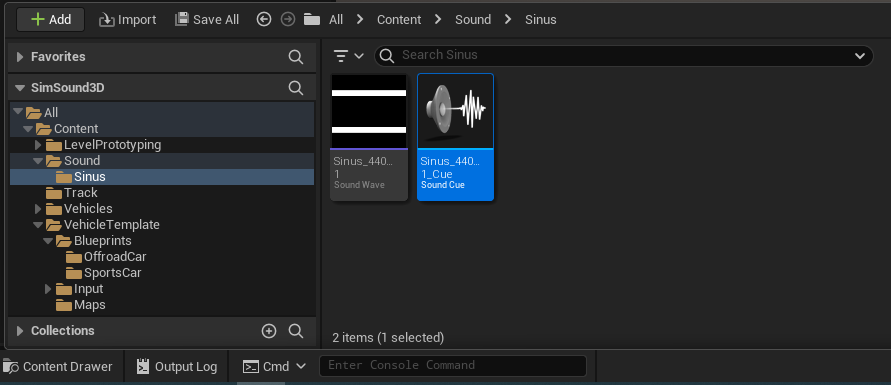 Add Import Save All All Content Sound Sinus
Favorites
Search Sinus
SimSound3D
All
Content
LevelPrototyping
Sound
Sinus
Track
Vehicles
VehicleTemplate
Blueprints
OffroadCar
SportsCar
Input
Maps
Collections
Sinus_440...
1
Sound Wave
Sinus_440...
1_Cue
Sound Cue
2 items (1 selected)
Content Drawer Output Log Cmd Enter Console Command